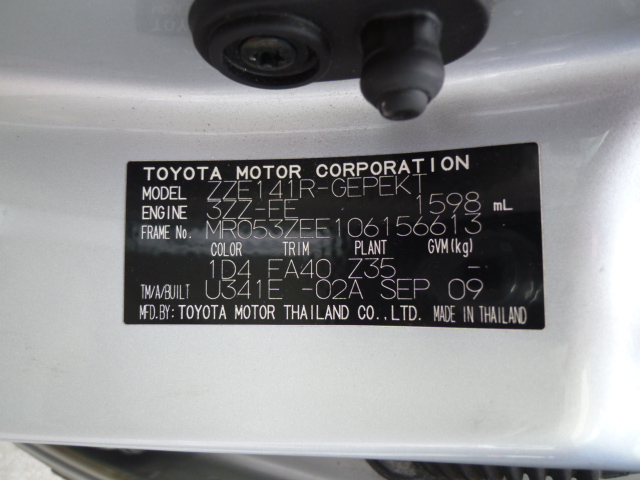 TOYOTA MOTOR CORPORATION
MODEL ZZE141R-GEPEKT
ENGINE 3ZZ-EE 1598 mL
FRAME No. MR053ZEE106156613
COLOR TRIM PLANT GVM(kg)
1D4 FA40 Z35 -
TM/A/BUILT U341E -02A SEP 09
MFD.BY: TOYOTA MOTOR THAILAND CO.,LTD. MADE IN THAILAND